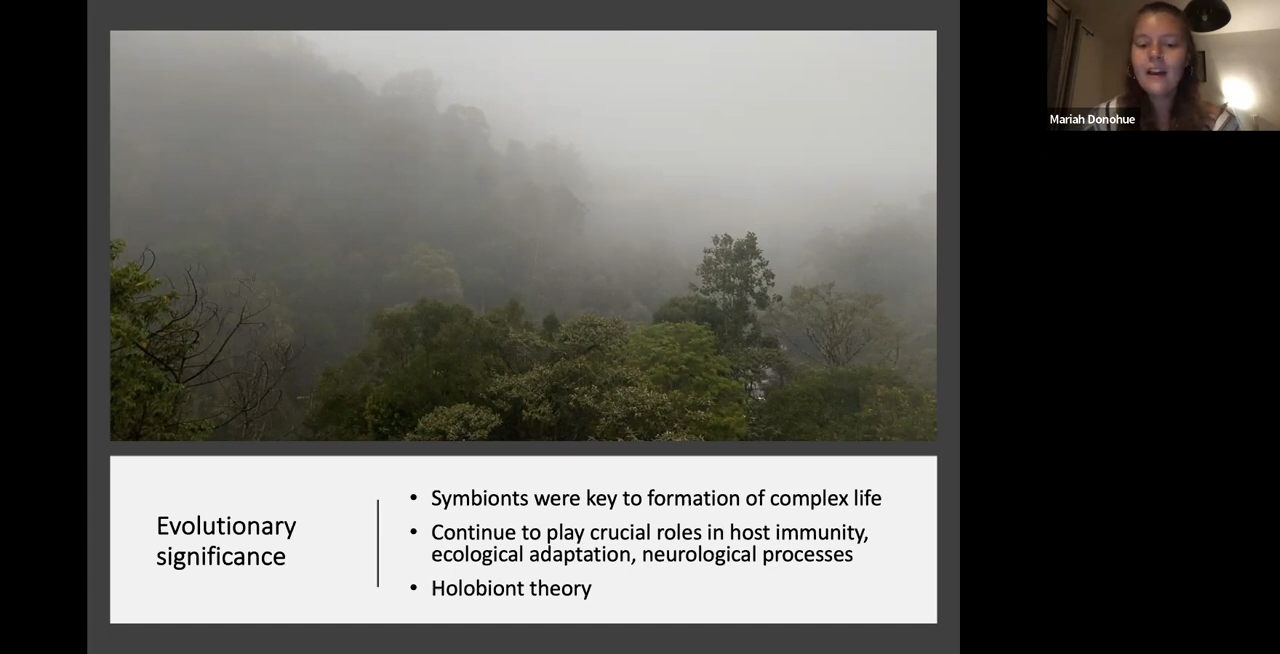 Mariah Donohue
Evolutionary
significance
• Symbionts were key to formation of complex life
• Continue to play crucial roles in host immunity,
ecological adaptation, neurological processes
• Holobiont theory